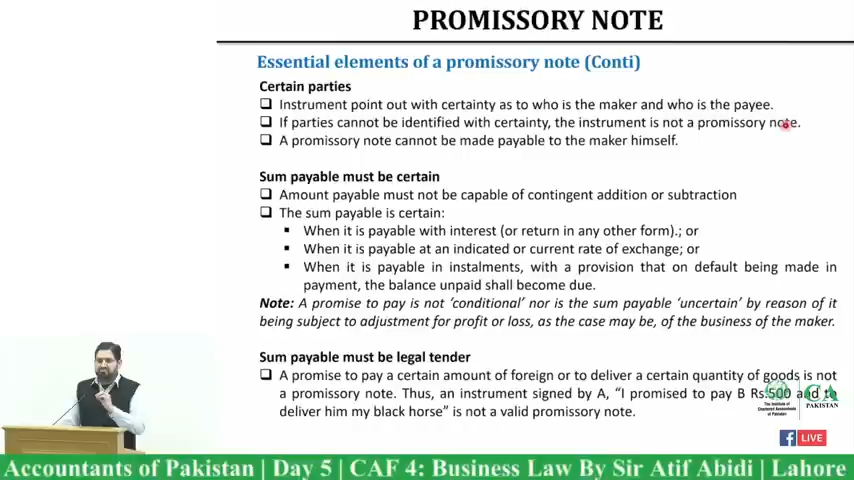 PROMISSORY NOTE
Essential elements of a promissory note (Conti)
Certain parties
Instrument point out with certainty as to who is the maker and who is the payee.
If parties cannot be identified with certainty, the instrument is not a promissory note.
A promissory note cannot be made payable to the maker himself.
Sum payable must be certain
Amount payable must not be capable of contingent addition or subtraction
The sum payable is certain:
When it is payable with interest (or return in any other form).; or
When it is payable at an indicated or current rate of exchange; or
When it is payable in instalments, with a provision that on default being made in
payment, the balance unpaid shall become due.
Note: A promise to pay is not ‘conditional’ nor is the sum payable ‘uncertain’ by reason of it
being subject to adjustment for profit or loss, as the case may be, of the business of the maker.
Sum payable must be legal tender
A promise to pay a certain amount of foreign or to deliver a certain quantity of goods is not
a promissory note. Thus, an instrument signed by A, “I promised to pay B Rs.500 and to
deliver him my black horse” is not a valid promissory note.
The Institute of
Chartered Accountants
of Pakistan
CA
PAKISTAN
f LIVE
Accountants of Pakistan | Day 5 | CAF 4: Business Law By Sir Atif Abidi | Lahore